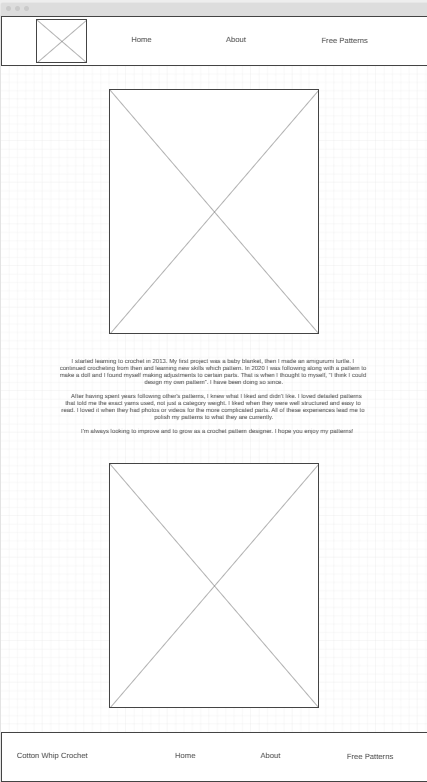 Home About Free Patterns
I started learning to crochet in 2012. My first project was a baby blanket, then I made an amigurumi turtle. I
continued crocheting from then and learning new skills which pattern. In 2020 I was following along with a pattern to
make a doll and I found myself making adjustments to certain parts. That is when I thought to myself, "I think I could
design my own pattern". I have been doing so since.
After having spent years following other's patterns, I knew what I liked and didn't like. I loved detailed patterns
that told me the exact yarns used, not just a category weight. I liked when they were well structured and easy to
read. I loved it when they had photos or videos for the more complicated parts. All of these experiences lead me to
polish my patterns to what they are currently.
I'm always looking to improve and to grow as a crochet pattern designer. I hope you enjoy my patterns!
Cotton Whip Crochet Home About Free Patterns